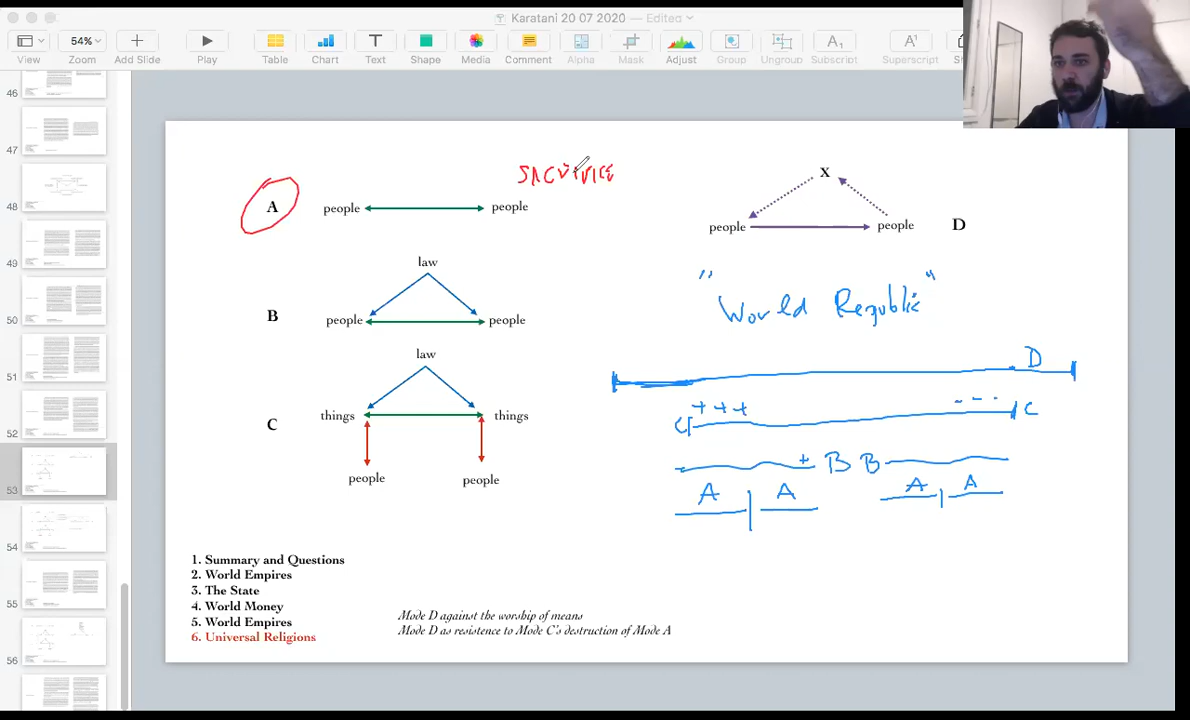 Karatani 20 07 2020 – Edited
54%
View
Zoom
Add Slide
Play
Table
Chart
Text
Shape
Media
Comment
Alpha
Mask
Adjust
Group
Ungroup
Subscript
Superscript
46
47
48
49
50
51
52
53
54
55
56
SACRIFICE
A
people
people
law
B
people
people
law
C
things
things
people
people
X
people
people
D
"World Republic"
D
C + + +
- - - C
+ B B
A A
A A
1. Summary and Questions
2. World Empires
3. The State
4. World Money
5. World Empires
6. Universal Religions
Mode D against the worship of means
Mode D as resistence to Mode C's destruction of Mode A